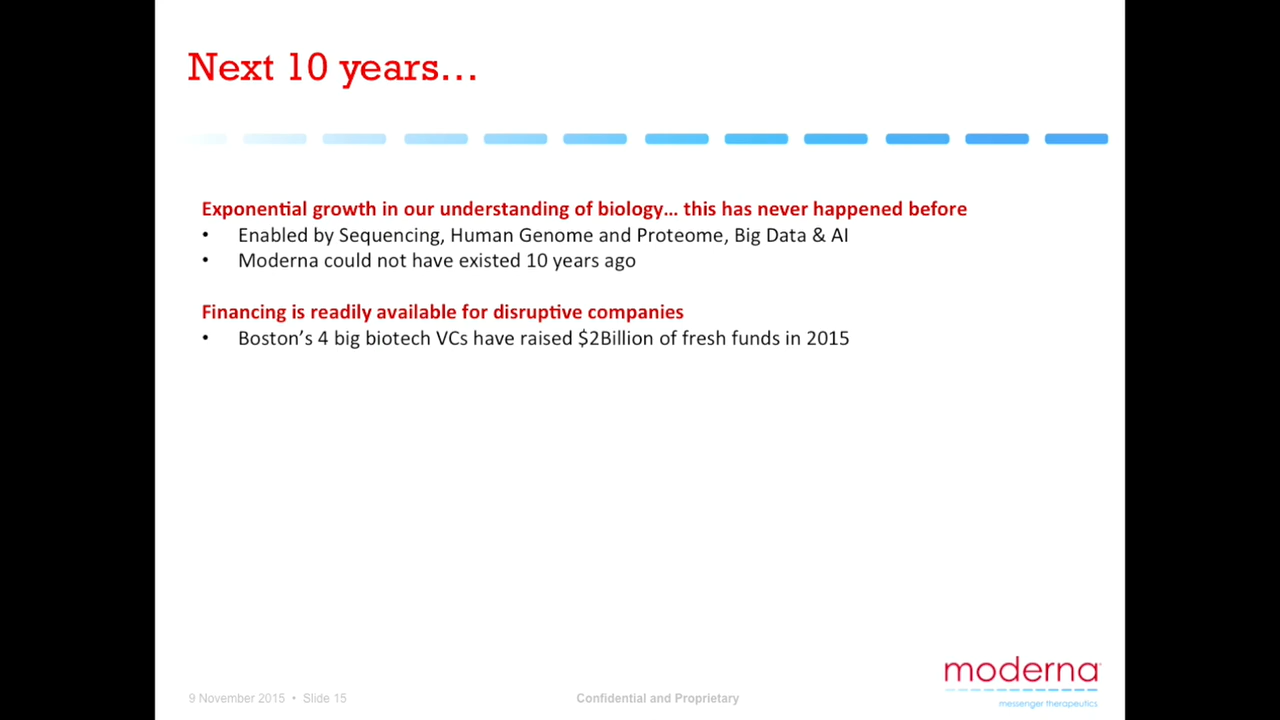 Next 10 years...
Exponential growth in our understanding of biology... this has never happened before
• Enabled by Sequencing, Human Genome and Proteome, Big Data & AI
• Moderna could not have existed 10 years ago
Financing is readily available for disruptive companies
• Boston’s 4 big biotech VCs have raised $2Billion of fresh funds in 2015
moderna
messenger therapeutics
9 November 2015 • Slide 15
Confidential and Proprietary